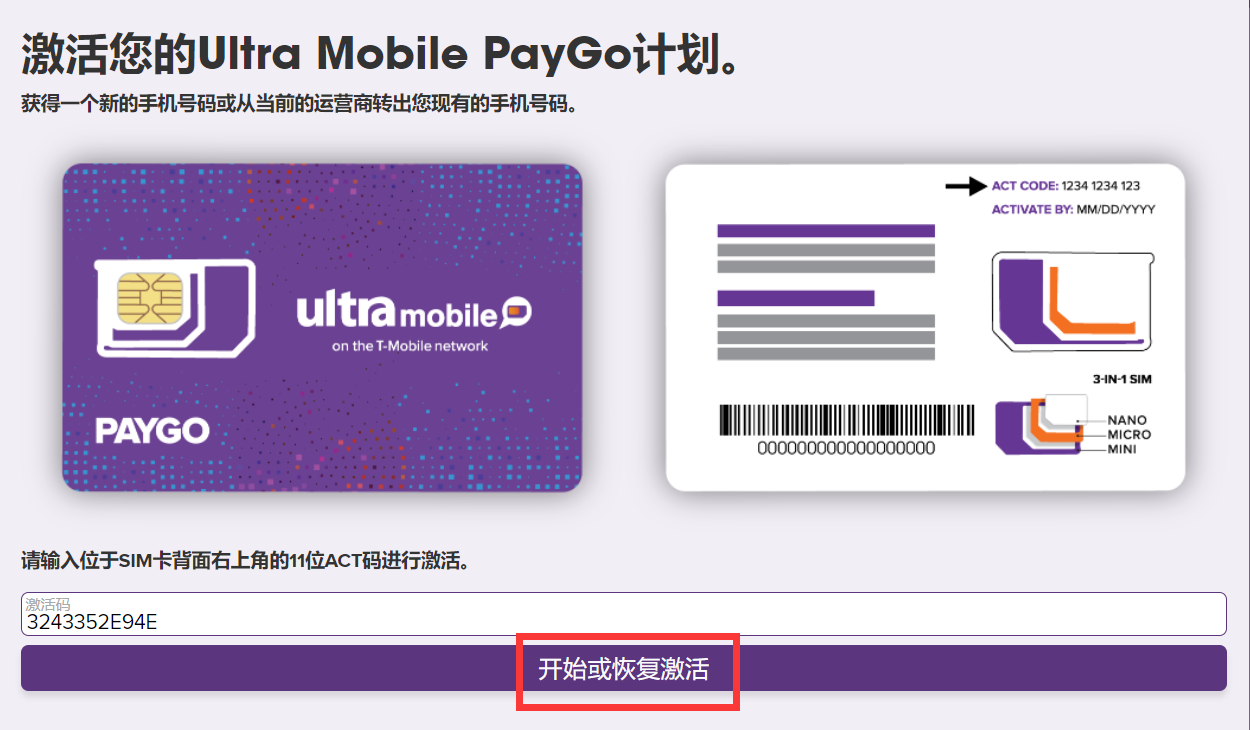 激活您的Ultra Mobile PayGo计划。
获得一个新的手机号码或从当前的运营商转出您现有的手机号码。
ultra mobile
on the T-Mobile network
PAYGO
ACT CODE: 1234 1234 123
ACTIVATE BY: MM/DD/YYYY
3-IN-1 SIM
NANO
MICRO
MINI
0000000000000000000
请输入位于SIM卡背面右上角的11位ACT码进行激活。
激活码
3243352E94E
开始或恢复激活